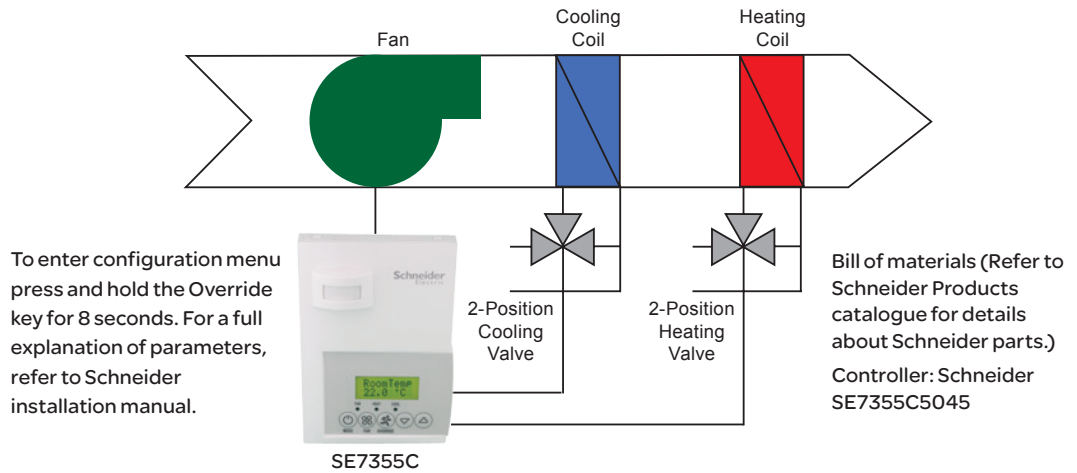 Fan
Cooling
Coil
Heating
Coil
To enter configuration menu
press and hold the Override
key for 8 seconds. For a full
explanation of parameters,
refer to Schneider
installation manual.
Schneider
Electric
RoomTemp
22.0 °C
2-Position
Cooling
Valve
2-Position
Heating
Valve
Bill of materials (Refer to
Schneider Products
catalogue for details
about Schneider parts.)
Controller: Schneider
SE7355C5045
SE7355C